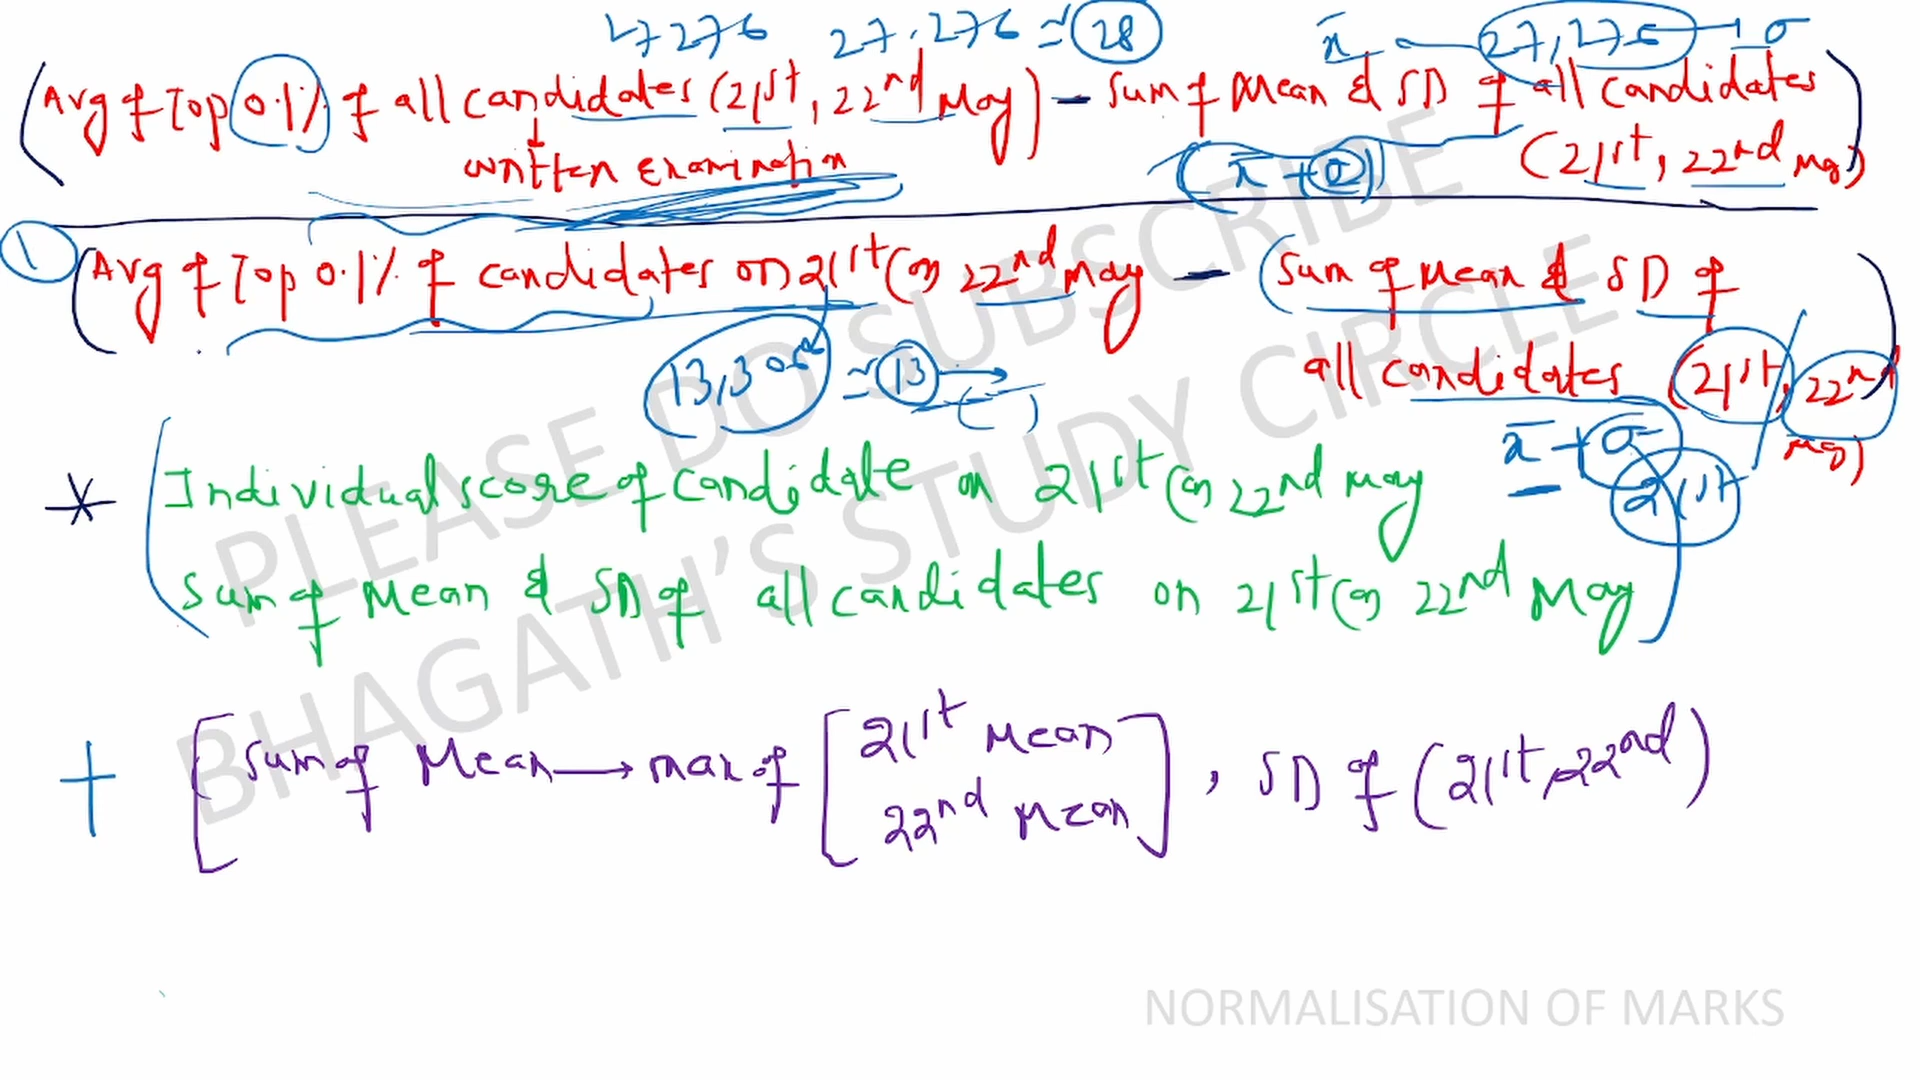 27276 27.276 ≈ 28 x̄ 27,276 σ
(Avg of Top 0.1% of all candidates (21st, 22nd May) - Sum of Mean & SD of all candidates
written Examination (x̄ + σ) (21st, 22nd May)
1 (Avg of Top 0.1% of candidates on 21st (or) 22nd May - (Sum of Mean & SD of
13,306 ≈ 13 all candidates (21st, 22nd May)
x̄ + σ
21st
* (Individual score of candidate on 21st (or) 22nd May
Sum of Mean & SD of all candidates on 21st (or) 22nd May)
+ [Sum of Mean → max of [21st Mean
22nd Mean], SD of (21st, 22nd)
PLEASE DO SUBSCRIBE
BHAGATH'S STUDY CIRCLE
NORMALISATION OF MARKS